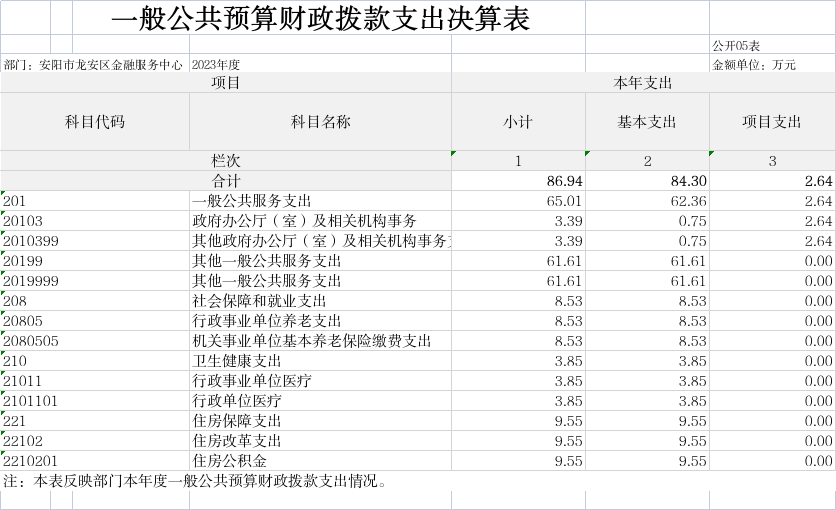 一般公共预算财政拨款支出决算表
公开05表
部门：安阳市龙安区金融服务中心 2023年度 金额单位：万元
项目 本年支出
科目代码 科目名称 小计 基本支出 项目支出
栏次 1 2 3
合计 86.94 84.30 2.64
201 一般公共服务支出 65.01 62.36 2.64
20103 政府办公厅（室）及相关机构事务 3.39 0.75 2.64
2010399 其他政府办公厅（室）及相关机构事务 3.39 0.75 2.64
20199 其他一般公共服务支出 61.61 61.61 0.00
2019999 其他一般公共服务支出 61.61 61.61 0.00
208 社会保障和就业支出 8.53 8.53 0.00
20805 行政事业单位养老支出 8.53 8.53 0.00
2080505 机关事业单位基本养老保险缴费支出 8.53 8.53 0.00
210 卫生健康支出 3.85 3.85 0.00
21011 行政事业单位医疗 3.85 3.85 0.00
2101101 行政单位医疗 3.85 3.85 0.00
221 住房保障支出 9.55 9.55 0.00
22102 住房改革支出 9.55 9.55 0.00
2210201 住房公积金 9.55 9.55 0.00
注：本表反映部门本年度一般公共预算财政拨款支出情况。